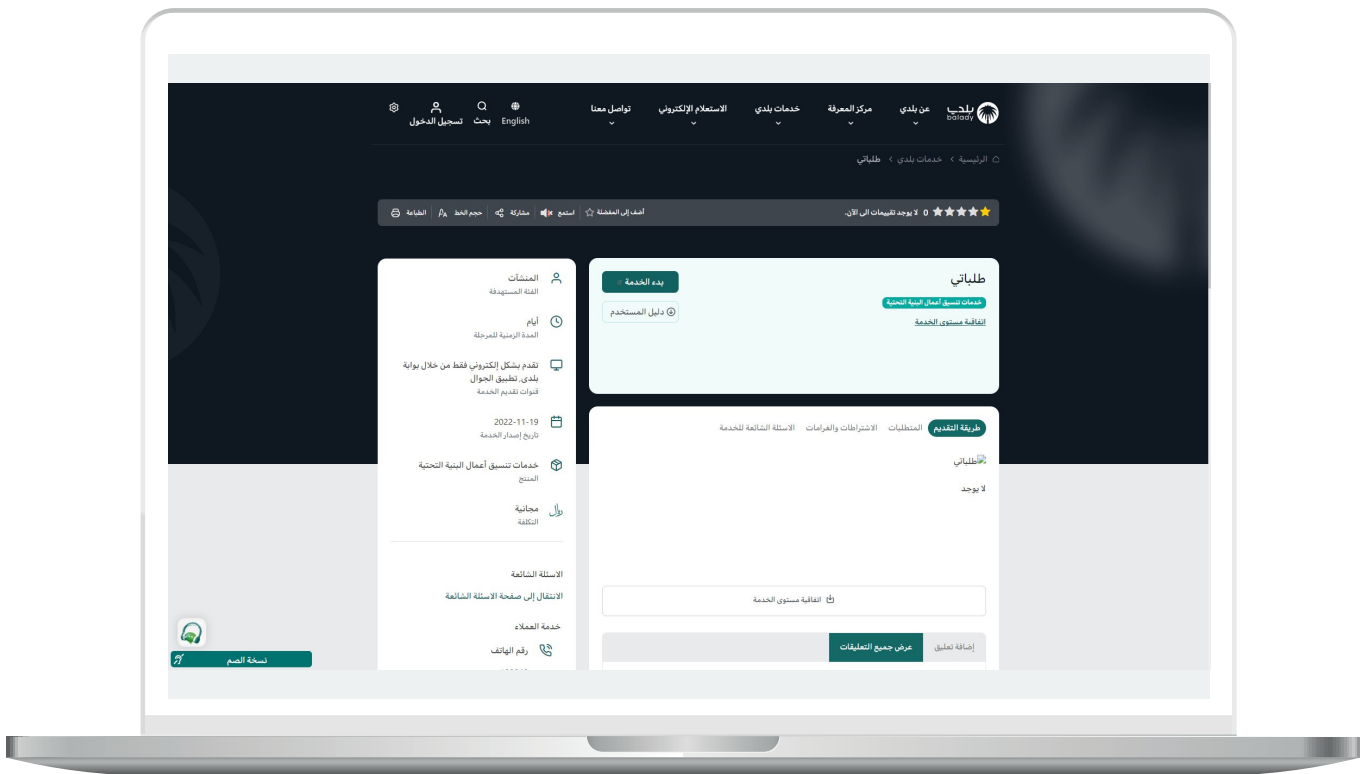 بلدي
balady
عن بلدي
مركز المعرفة
خدمات بلدي
الاستعلام الإلكتروني
تواصل معنا
English
بحث
تسجيل الدخول
الرئيسية > خدمات بلدي > طلباتي
0 لا يوجد تقييمات الى الآن.
أضف إلى المفضلة
استمع
مشاركة
حجم الخط
الطباعة
طلباتي
خدمات تنسيق أعمال البنية التحتية
اتفاقية مستوى الخدمة
بدء الخدمة
دليل المستخدم
طريقة التقديم
المتطلبات
الاشتراطات والغرامات
الاسئلة الشائعة للخدمة
طلباتي
لا يوجد
اتفاقية مستوى الخدمة
إضافة تعليق
عرض جميع التعليقات
المنشآت
الفئة المستهدفة
أيام
المدة الزمنية للمرحلة
تقدم بشكل إلكتروني فقط من خلال بوابة
بلدي, تطبيق الجوال
قنوات تقديم الخدمة
2022-11-19
تاريخ إصدار الخدمة
خدمات تنسيق أعمال البنية التحتية
المنتج
مجانية
التكلفة
الاسئلة الشائعة
الانتقال إلى صفحة الاسئلة الشائعة
خدمة العملاء
رقم الهاتف
نسخة الصم